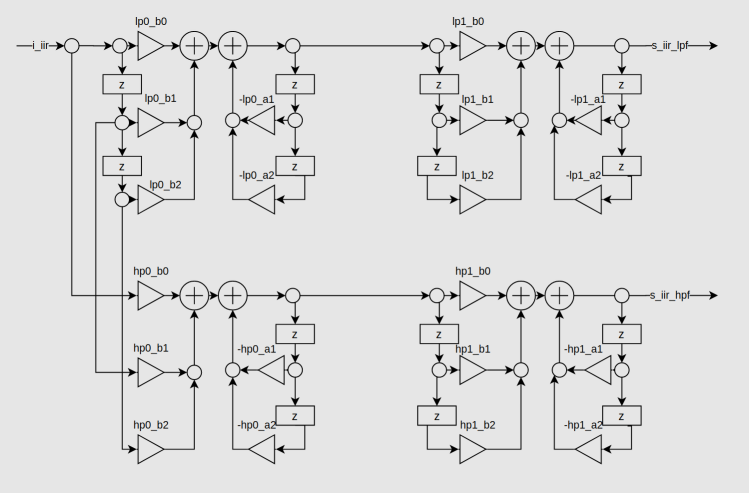 lp0_b0
lp1_b0
i_iir
s_iir_lpf
z
z
z
z
lp0_b1
-lp0_a1
lp1_b1
-lp1_a1
z
z
z
z
lp0_b2
-lp0_a2
lp1_b2
-lp1_a2
hp0_b0
hp1_b0
s_iir_hpf
z
z
z
hp0_b1
-hp0_a1
hp1_b1
-hp1_a1
z
z
z
hp0_b2
-hp0_a2
hp1_b2
-hp1_a2